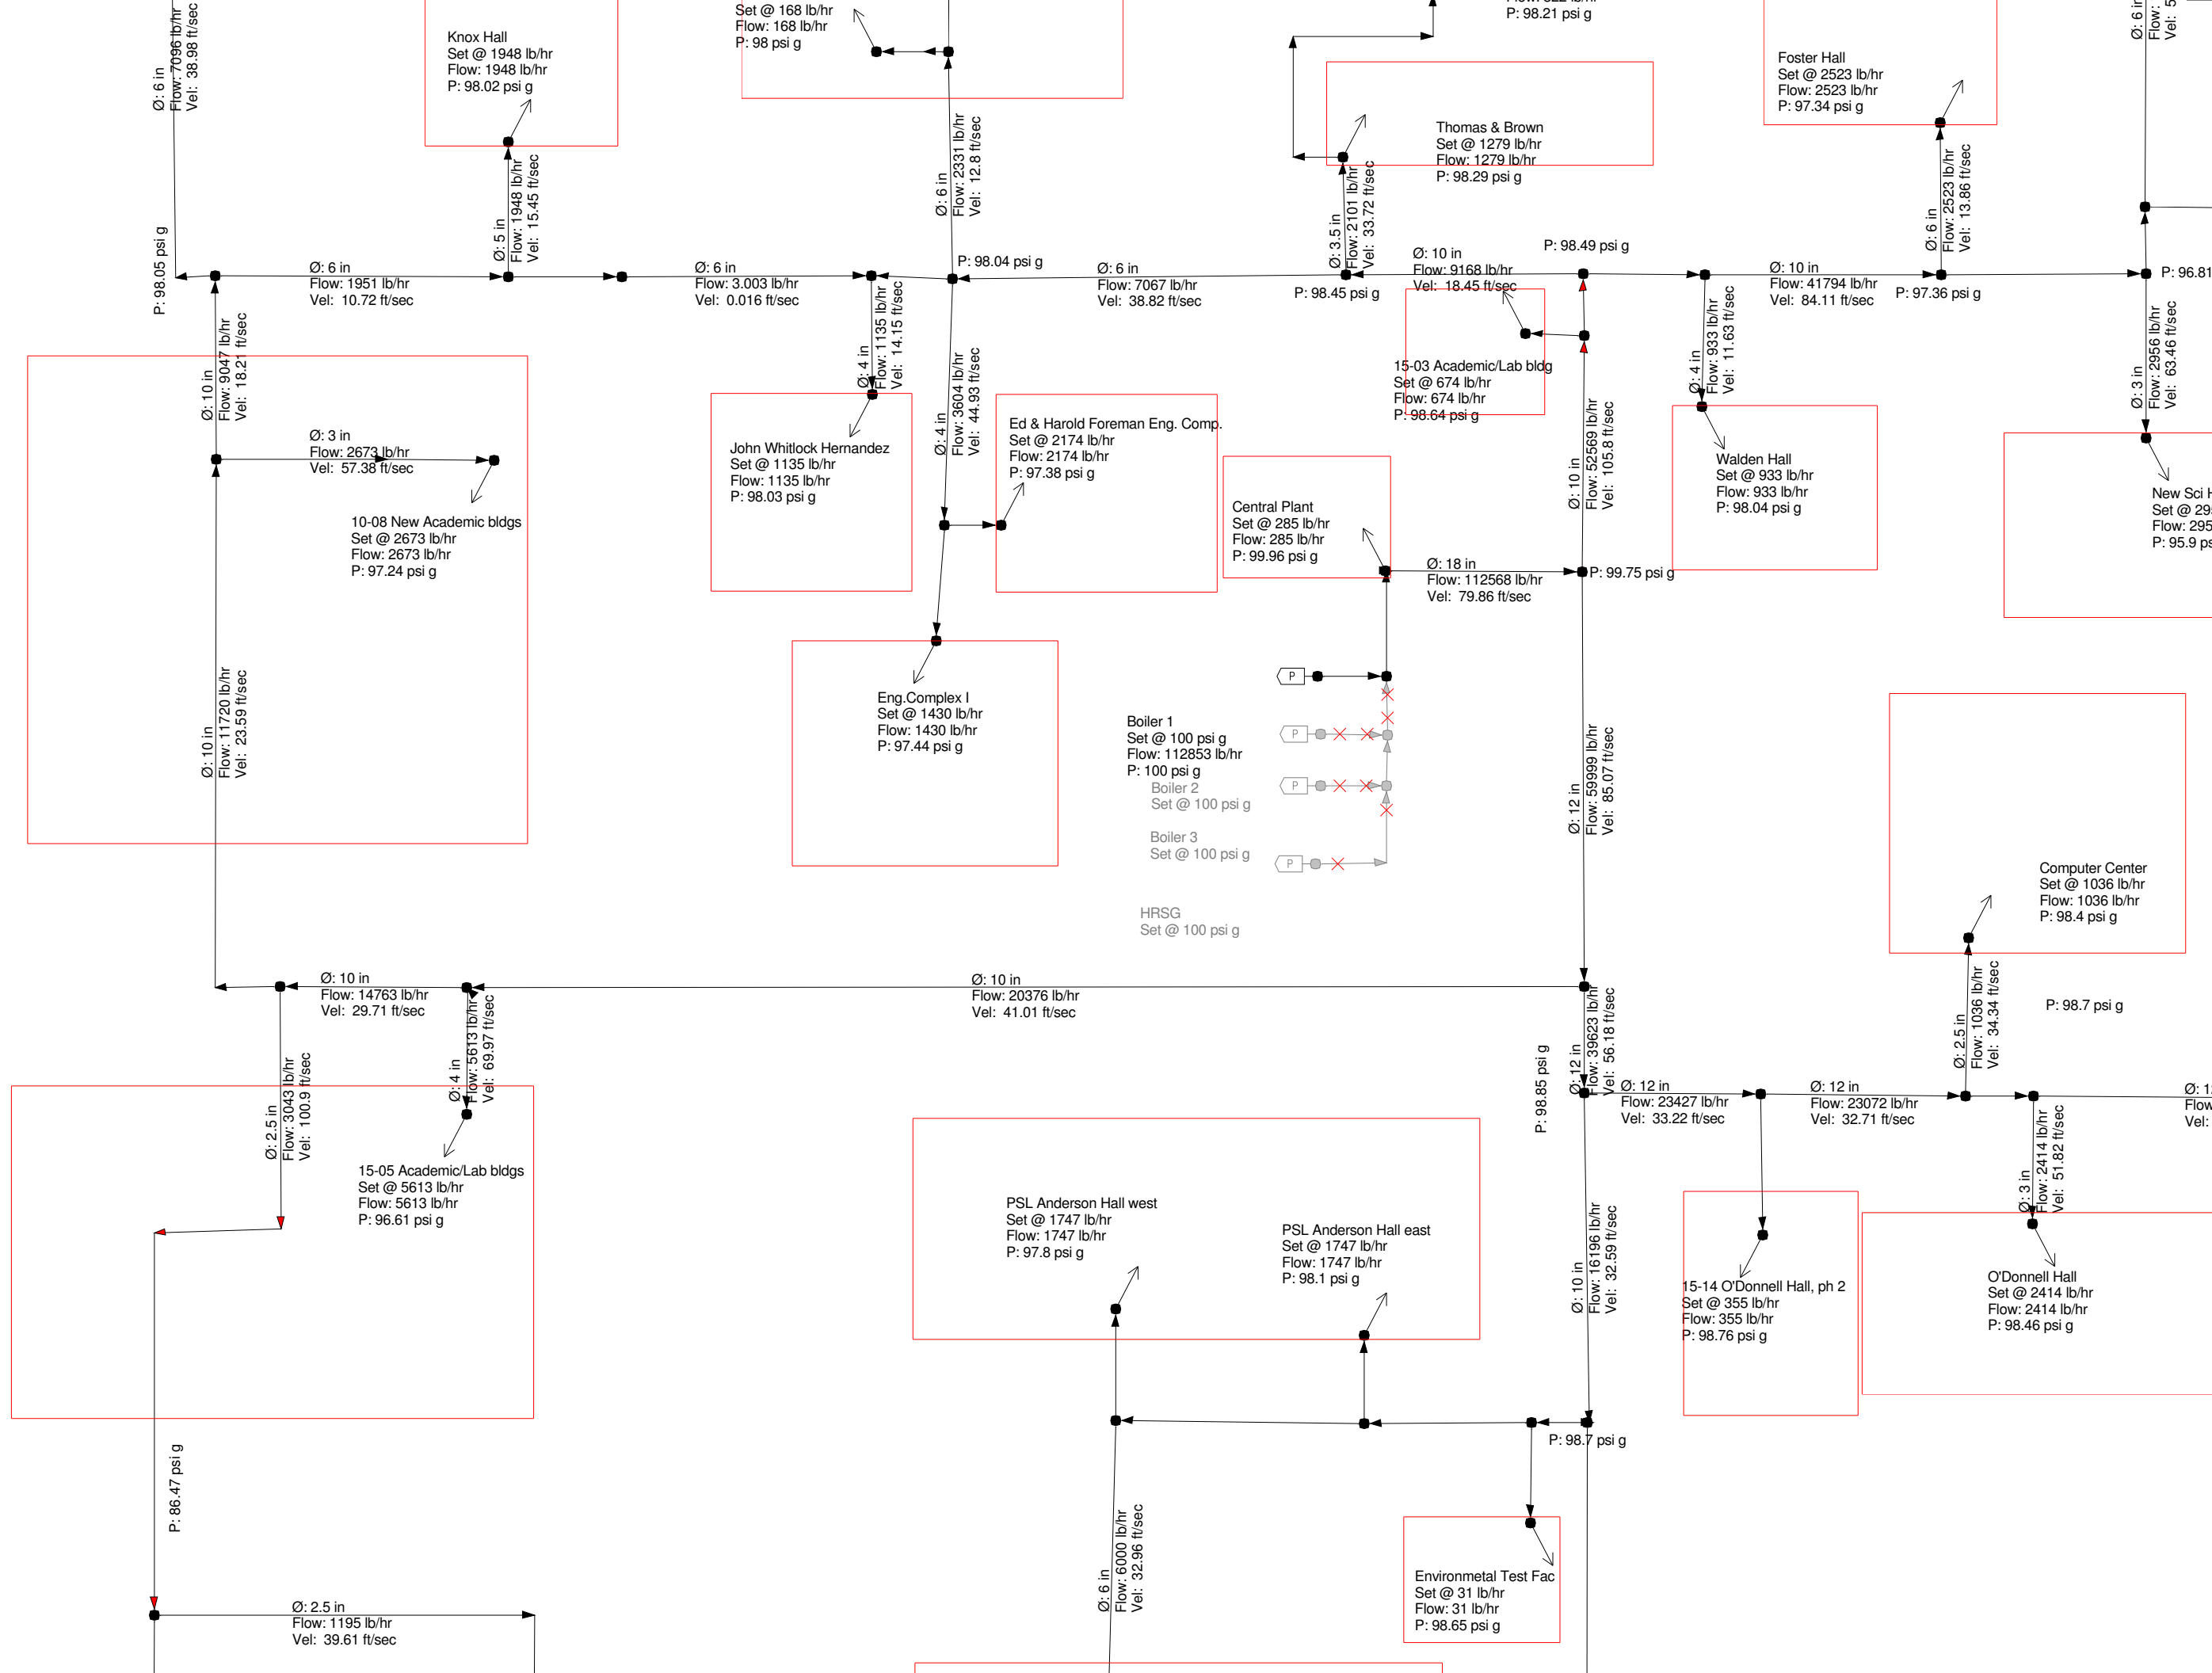 Ø: 6 in
Flow: 7096 lb/hr
Vel: 38.98 ft/sec
Knox Hall
Set @ 1948 lb/hr
Flow: 1948 lb/hr
P: 98.02 psi g
Set @ 168 lb/hr
Flow: 168 lb/hr
P: 98 psi g
P: 98.21 psi g
Foster Hall
Set @ 2523 lb/hr
Flow: 2523 lb/hr
P: 97.34 psi g
Ø: 6 in
Flow:
Vel: 5
Thomas & Brown
Set @ 1279 lb/hr
Flow: 1279 lb/hr
P: 98.29 psi g
Ø: 5 in
Flow: 1948 lb/hr
Vel: 15.45 ft/sec
Ø: 6 in
Flow: 2331 lb/hr
Vel: 12.8 ft/sec
Ø: 3.5 in
Flow: 2101 lb/hr
Vel: 33.72 ft/sec
Ø: 6 in
Flow: 2523 lb/hr
Vel: 13.86 ft/sec
P: 98.05 psi g
Ø: 6 in
Flow: 1951 lb/hr
Vel: 10.72 ft/sec
Ø: 6 in
Flow: 3.003 lb/hr
Vel: 0.016 ft/sec
P: 98.04 psi g
Ø: 6 in
Flow: 7067 lb/hr
Vel: 38.82 ft/sec
P: 98.45 psi g
Ø: 10 in
Flow: 9168 lb/hr
Vel: 18.45 ft/sec
P: 98.49 psi g
Ø: 10 in
Flow: 41794 lb/hr
Vel: 84.11 ft/sec
P: 97.36 psi g
P: 96.81
Ø: 10 in
Flow: 9047 lb/hr
Vel: 18.21 ft/sec
Ø: 4 in
Flow: 1135 lb/hr
Vel: 14.15 ft/sec
Ø: 4 in
Flow: 3604 lb/hr
Vel: 44.93 ft/sec
15-03 Academic/Lab bldg
Set @ 674 lb/hr
Flow: 674 lb/hr
P: 98.64 psi g
Ø: 4 in
Flow: 933 lb/hr
Vel: 11.63 ft/sec
Ø: 3 in
Flow: 2956 lb/hr
Vel: 63.46 ft/sec
Ø: 3 in
Flow: 2673 lb/hr
Vel: 57.38 ft/sec
John Whitlock Hernandez
Set @ 1135 lb/hr
Flow: 1135 lb/hr
P: 98.03 psi g
Ed & Harold Foreman Eng. Comp.
Set @ 2174 lb/hr
Flow: 2174 lb/hr
P: 97.38 psi g
Ø: 10 in
Flow: 52569 lb/hr
Vel: 105.8 ft/sec
Walden Hall
Set @ 933 lb/hr
Flow: 933 lb/hr
P: 98.04 psi g
New Sci H
Set @ 29
Flow: 295
P: 95.9 ps
10-08 New Academic bldgs
Set @ 2673 lb/hr
Flow: 2673 lb/hr
P: 97.24 psi g
Central Plant
Set @ 285 lb/hr
Flow: 285 lb/hr
P: 99.96 psi g
Ø: 18 in
Flow: 112568 lb/hr
Vel: 79.86 ft/sec
P: 99.75 psi g
Ø: 10 in
Flow: 11720 lb/hr
Vel: 23.59 ft/sec
Eng.Complex I
Set @ 1430 lb/hr
Flow: 1430 lb/hr
P: 97.44 psi g
P
P
P
P
Boiler 1
Set @ 100 psi g
Flow: 112853 lb/hr
P: 100 psi g
Boiler 2
Set @ 100 psi g
Boiler 3
Set @ 100 psi g
HRSG
Set @ 100 psi g
Ø: 12 in
Flow: 59999 lb/hr
Vel: 85.07 ft/sec
Computer Center
Set @ 1036 lb/hr
Flow: 1036 lb/hr
P: 98.4 psi g
Ø: 10 in
Flow: 14763 lb/hr
Vel: 29.71 ft/sec
Ø: 10 in
Flow: 20376 lb/hr
Vel: 41.01 ft/sec
Ø: 2.5 in
Flow: 1036 lb/hr
Vel: 34.34 ft/sec
P: 98.7 psi g
Ø: 2.5 in
Flow: 3043 lb/hr
Vel: 100.9 ft/sec
Ø: 4 in
Flow: 5613 lb/hr
Vel: 69.97 ft/sec
P: 98.85 psi g
Ø: 12 in
Flow: 39623 lb/hr
Vel: 56.18 ft/sec
Ø: 12 in
Flow: 23427 lb/hr
Vel: 33.22 ft/sec
Ø: 12 in
Flow: 23072 lb/hr
Vel: 32.71 ft/sec
Ø: 1
Flow
Vel:
Ø: 3 in
Flow: 2414 lb/hr
Vel: 51.82 ft/sec
15-05 Academic/Lab bldgs
Set @ 5613 lb/hr
Flow: 5613 lb/hr
P: 96.61 psi g
PSL Anderson Hall west
Set @ 1747 lb/hr
Flow: 1747 lb/hr
P: 97.8 psi g
PSL Anderson Hall east
Set @ 1747 lb/hr
Flow: 1747 lb/hr
P: 98.1 psi g
Ø: 10 in
Flow: 16196 lb/hr
Vel: 32.59 ft/sec
15-14 O'Donnell Hall, ph 2
Set @ 355 lb/hr
Flow: 355 lb/hr
P: 98.76 psi g
O'Donnell Hall
Set @ 2414 lb/hr
Flow: 2414 lb/hr
P: 98.46 psi g
P: 86.47 psi g
P: 98.7 psi g
Ø: 6 in
Flow: 6000 lb/hr
Vel: 32.96 ft/sec
Environmetal Test Fac
Set @ 31 lb/hr
Flow: 31 lb/hr
P: 98.65 psi g
Ø: 2.5 in
Flow: 1195 lb/hr
Vel: 39.61 ft/sec